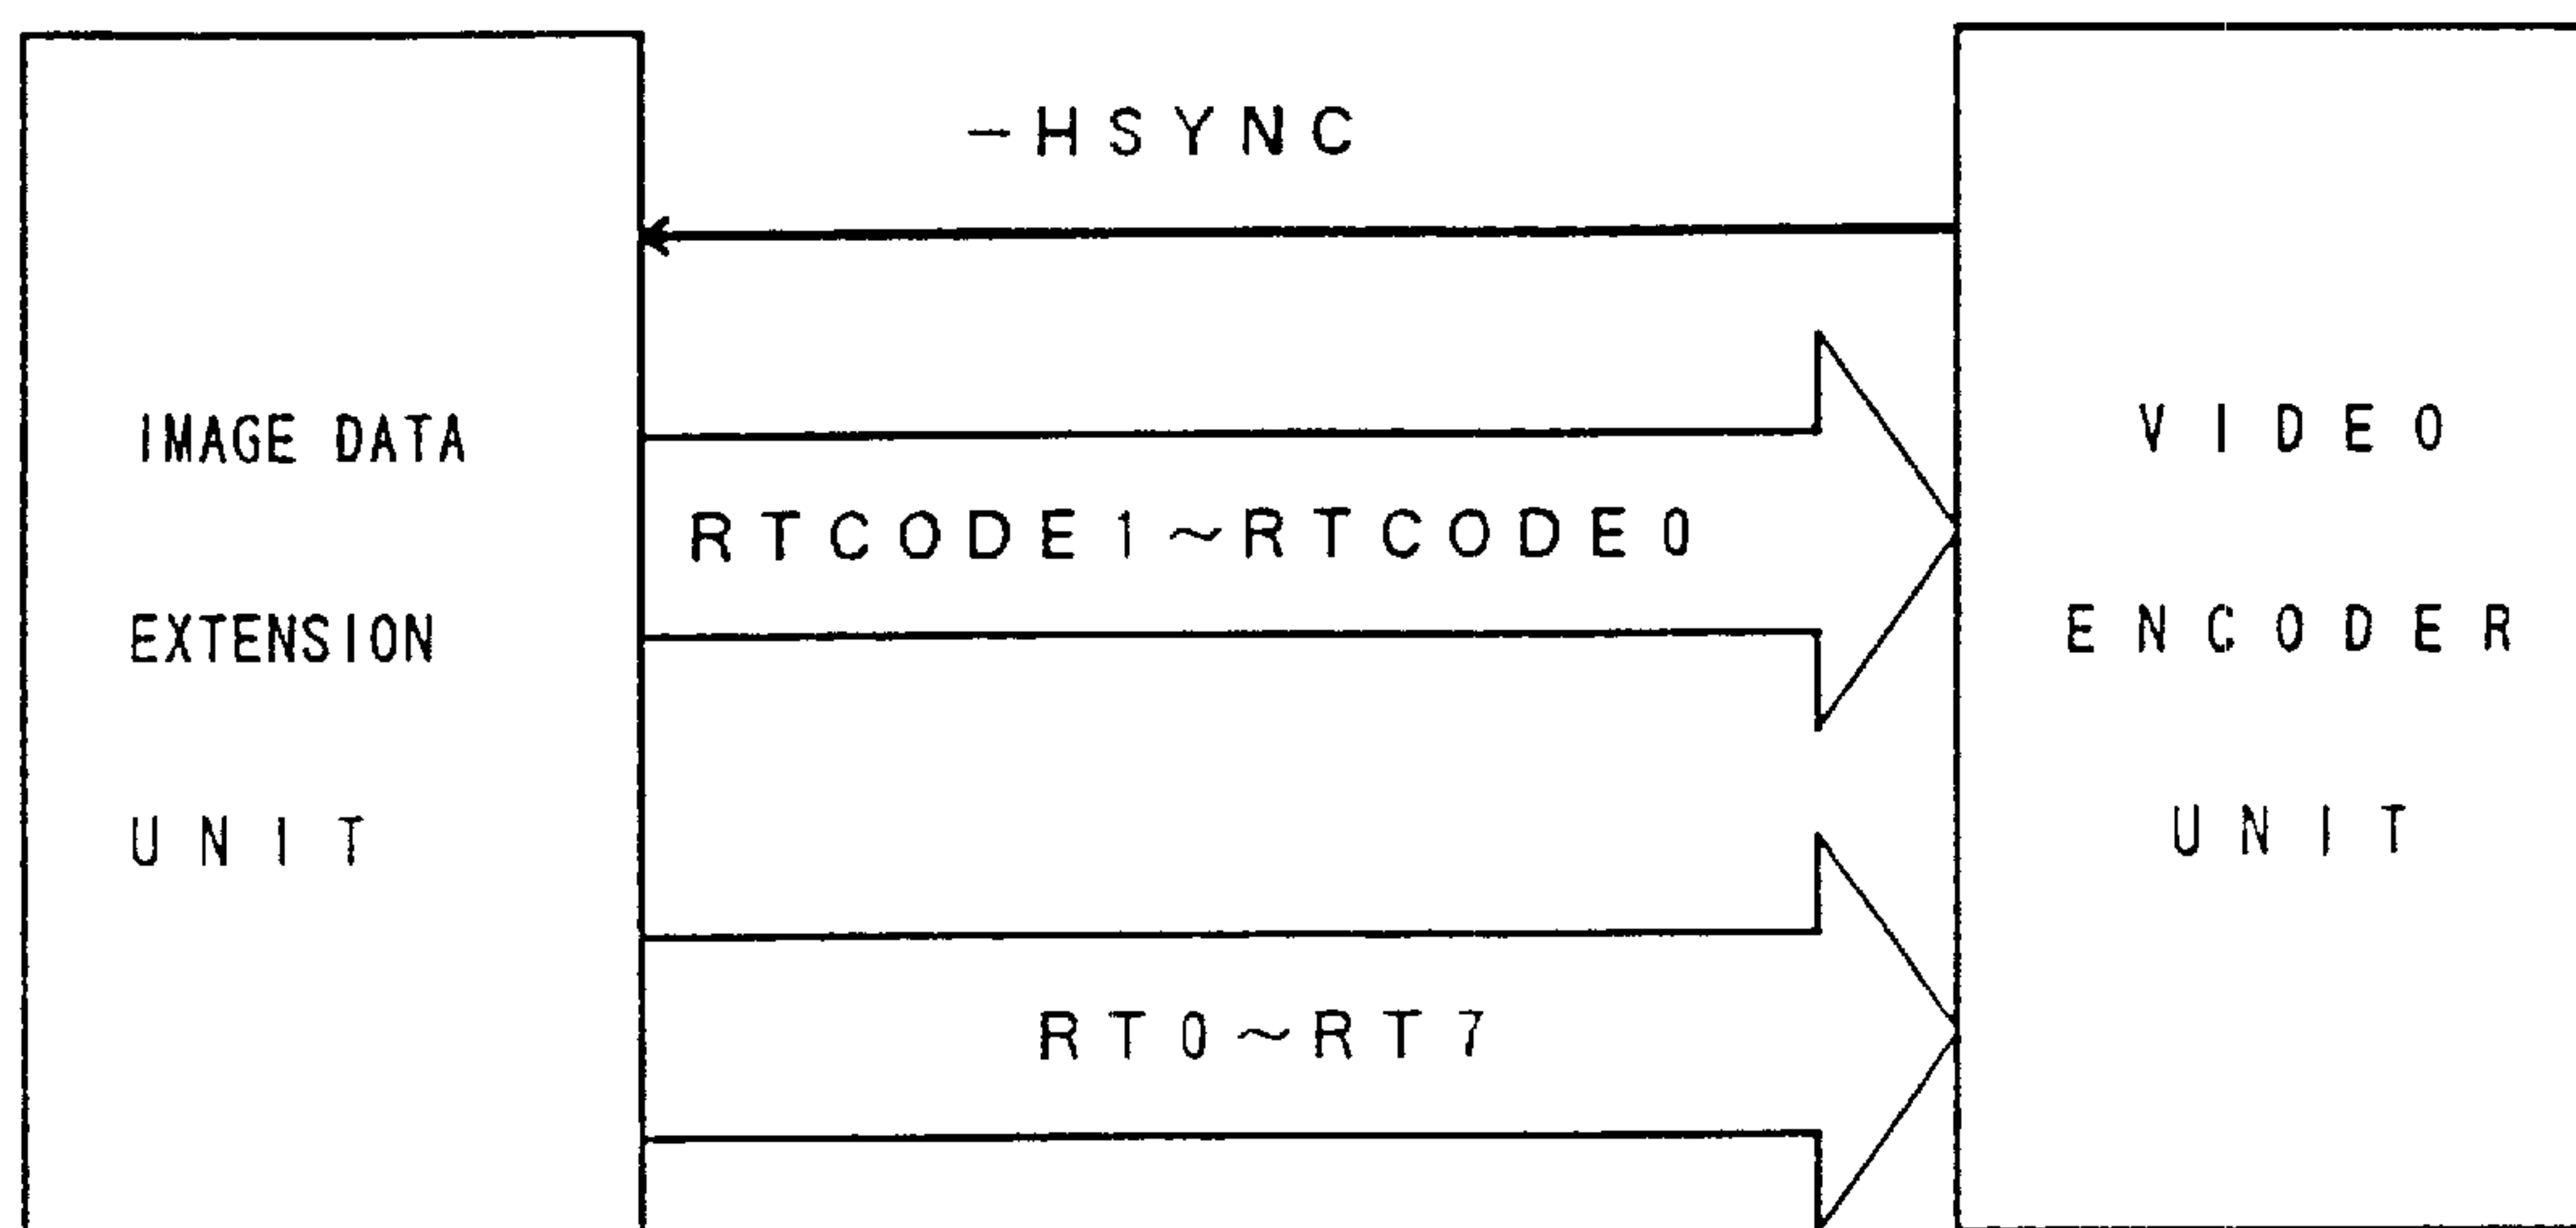 -HSYNC
IMAGE DATA
EXTENSION
UNIT
RTCODE1~RTCODE0
RT0~RT7
VIDEO
ENCODER
UNIT